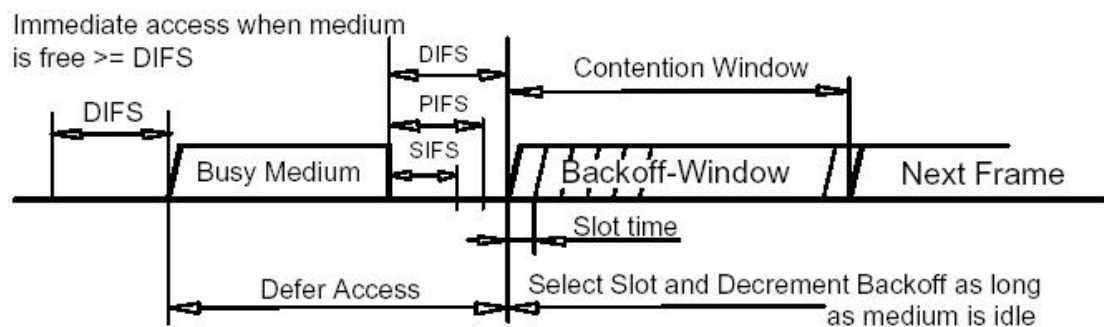 Immediate access when medium
is free >= DIFS
DIFS
DIFS
Contention Window
PIFS
SIFS
Busy Medium
Backoff-Window
Next Frame
Slot time
Defer Access
Select Slot and Decrement Backoff as long
as medium is idle